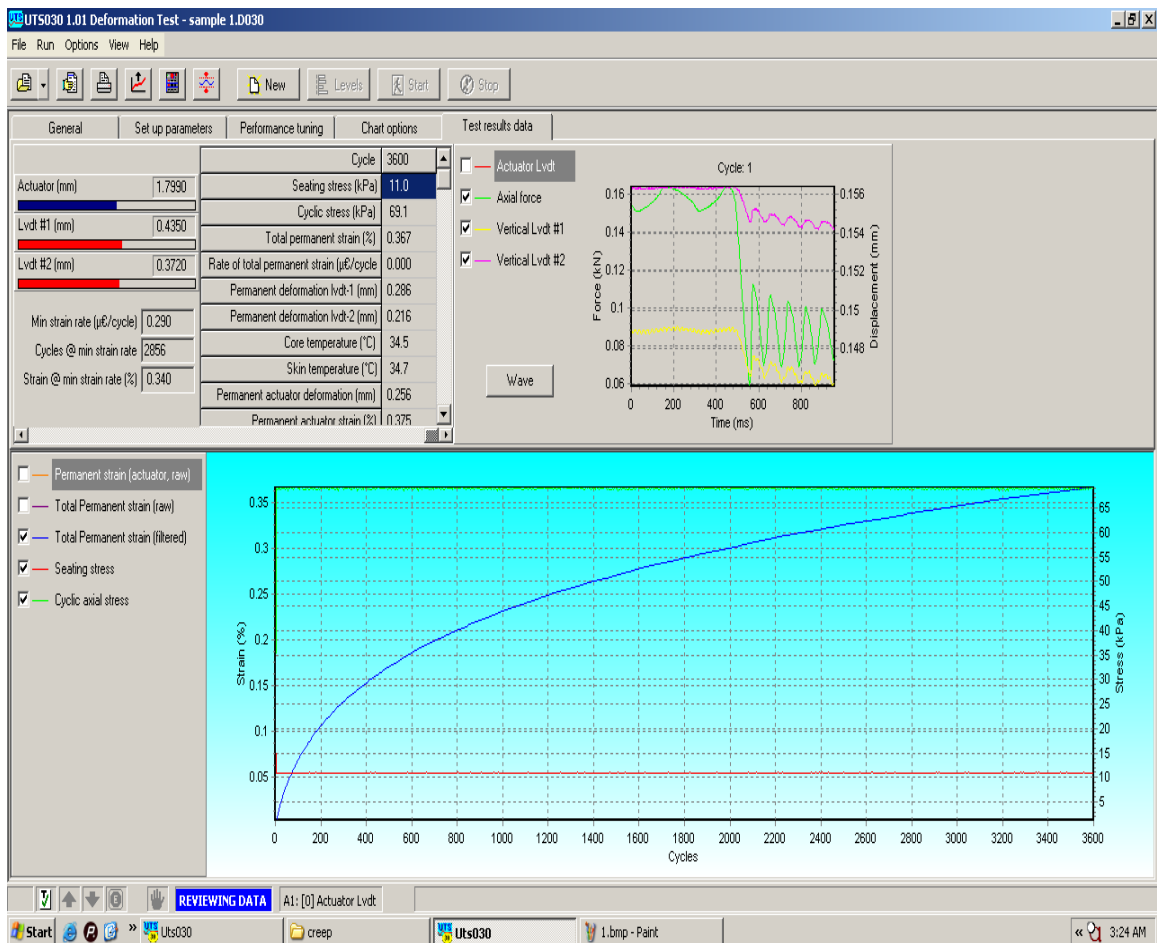 UTS030 1.01 Deformation Test - sample 1.D030
File Run Options View Help
New Levels Start Stop
General Set up parameters Performance tuning Chart options Test results data
Actuator (mm) 1.7990
Lvdt #1 (mm) 0.4350
Lvdt #2 (mm) 0.3720
Min strain rate (µ€/cycle) 0.290
Cycles @ min strain rate 2856
Strain @ min strain rate (%) 0.340
Cycle 3600
Seating stress (kPa) 11.0
Cyclic stress (kPa) 69.1
Total permanent strain (%) 0.367
Rate of total permanent strain (µ€/cycle 0.000
Permanent deformation lvdt-1 (mm) 0.286
Permanent deformation lvdt-2 (mm) 0.216
Core temperature (°C) 34.5
Skin temperature (°C) 34.7
Permanent actuator deformation (mm) 0.256
Permanent actuator strain (%) 0.375
Actuator Lvdt
Axial force
Vertical Lvdt #1
Vertical Lvdt #2
Wave
Cycle: 1
Force (kN)
0.16
0.14
0.12
0.1
0.08
0.06
0.156
0.154
0.152
0.15
0.148
Displacement (mm)
0 200 400 600 800
Time (ms)
Permanent strain (actuator, raw)
Total Permanent strain (raw)
Total Permanent strain (filtered)
Seating stress
Cyclic axial stress
Strain (%)
0.35
0.3
0.25
0.2
0.15
0.1
0.05
65
60
55
50
45
40
35
30
25
20
15
10
5
Stress (kPa)
0 200 400 600 800 1000 1200 1400 1600 1800 2000 2200 2400 2600 2800 3000 3200 3400 3600
Cycles
REVIEWING DATA A1: [0] Actuator Lvdt
Start » Uts030 creep Uts030 1.bmp - Paint « 3:24 AM